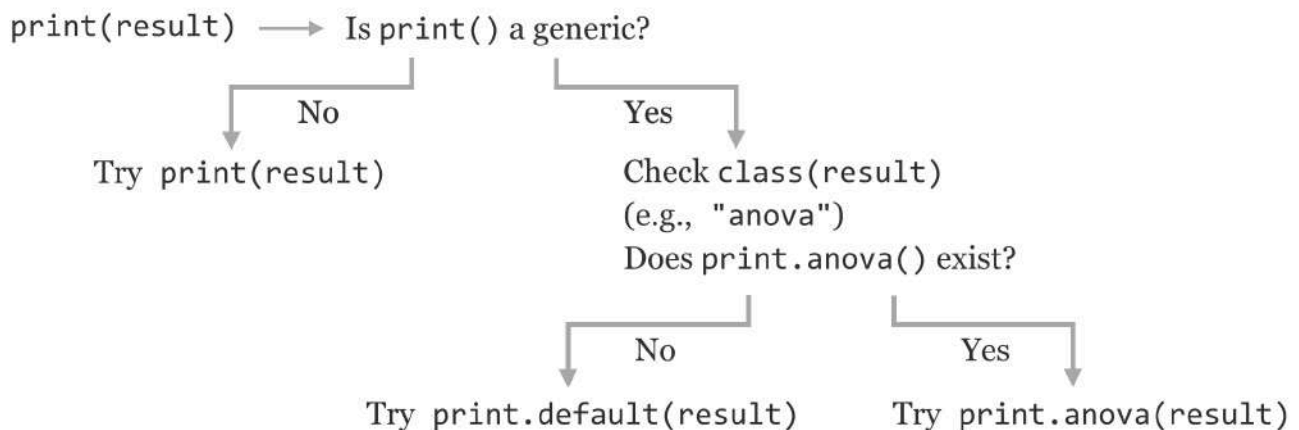 print(result) Is print() a generic?
No Yes
Try print(result)
Check class(result)
(e.g., "anova")
Does print.anova() exist?
No Yes
Try print.default(result) Try print.anova(result)